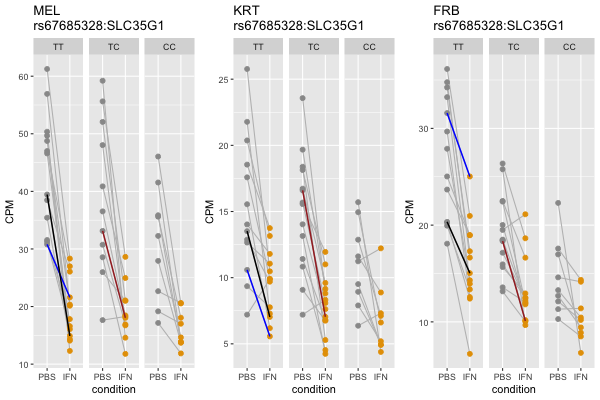 MEL
rs67685328:SLC35G1
TT TC CC
CPM
60
50
40
30
20
10
PBS IFN PBS IFN PBS IFN
condition
KRT
rs67685328:SLC35G1
TT TC CC
CPM
25
20
15
10
5
PBS IFN PBS IFN PBS IFN
condition
FRB
rs67685328:SLC35G1
TT TC CC
CPM
30
20
10
PBS IFN PBS IFN PBS IFN
condition